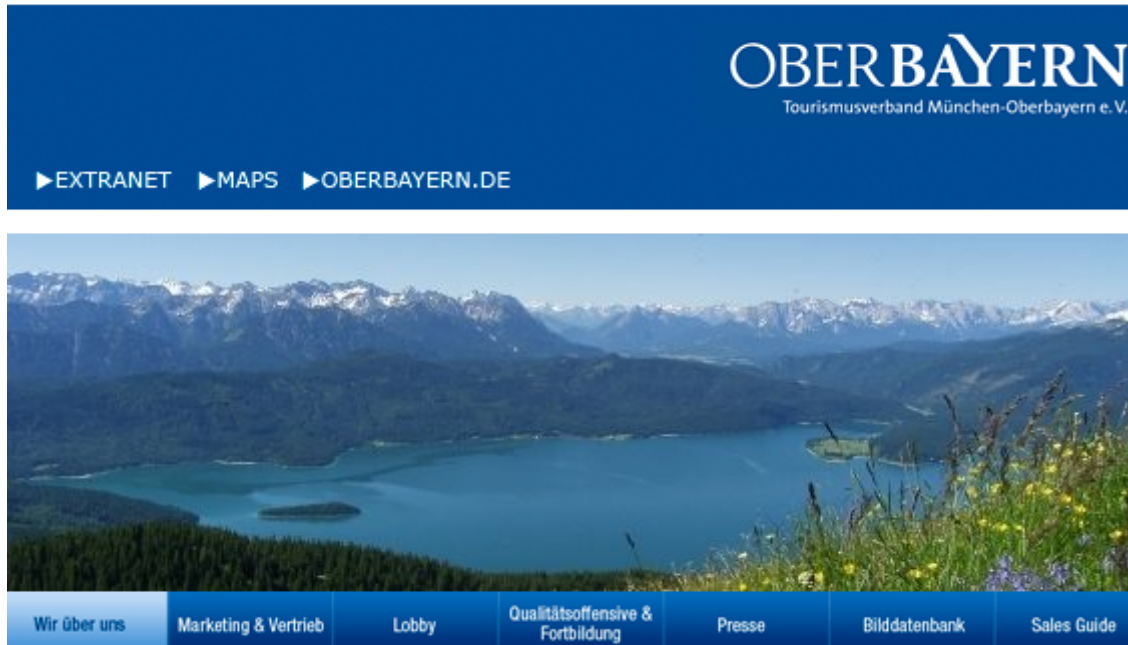 OBERBAYERN
Tourismusverband München-Oberbayern e. V.
▶EXTRANET ▶MAPS ▶OBERBAYERN.DE
Wir über uns Marketing & Vertrieb Lobby Qualitätsoffensive & Fortbildung Presse Bilddatenbank Sales Guide